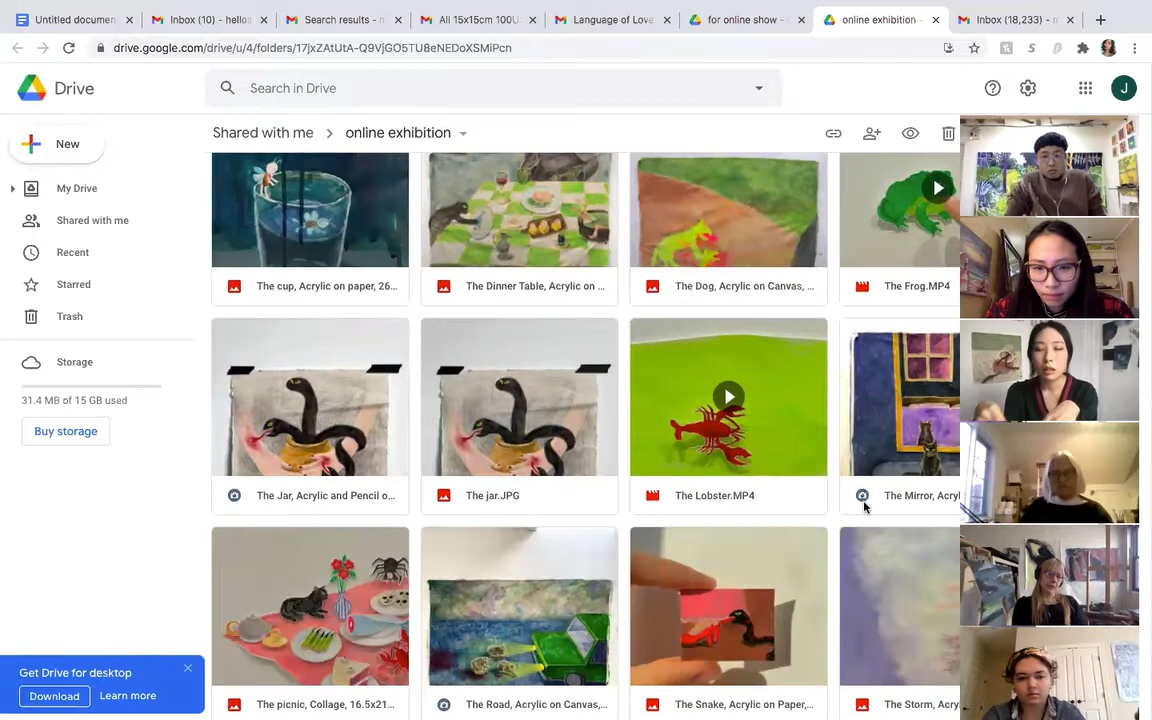 Untitled documen
Inbox (10) - hellos
Search results - n
All 15x15cm 100U
Language of Love
for online show -
online exhibition -
Inbox (18,233) - m
drive.google.com/drive/u/4/folders/17jxZAtUtA-Q9VjGO5TU8eNEDoXSMiPcn
Drive
Search in Drive
J
New
Shared with me
online exhibition
My Drive
Shared with me
Recent
Starred
Trash
Storage
31.4 MB of 15 GB used
Buy storage
The cup, Acrylic on paper, 26...
The Dinner Table, Acrylic on ...
The Dog, Acrylic on Canvas, ...
The Frog.MP4
The Jar, Acrylic and Pencil o...
The jar.JPG
The Lobster.MP4
The Mirror, Acryl
The picnic, Collage, 16.5x21...
The Road, Acrylic on Canvas,...
The Snake, Acrylic on Paper,...
The Storm, Acry
Get Drive for desktop
Download
Learn more